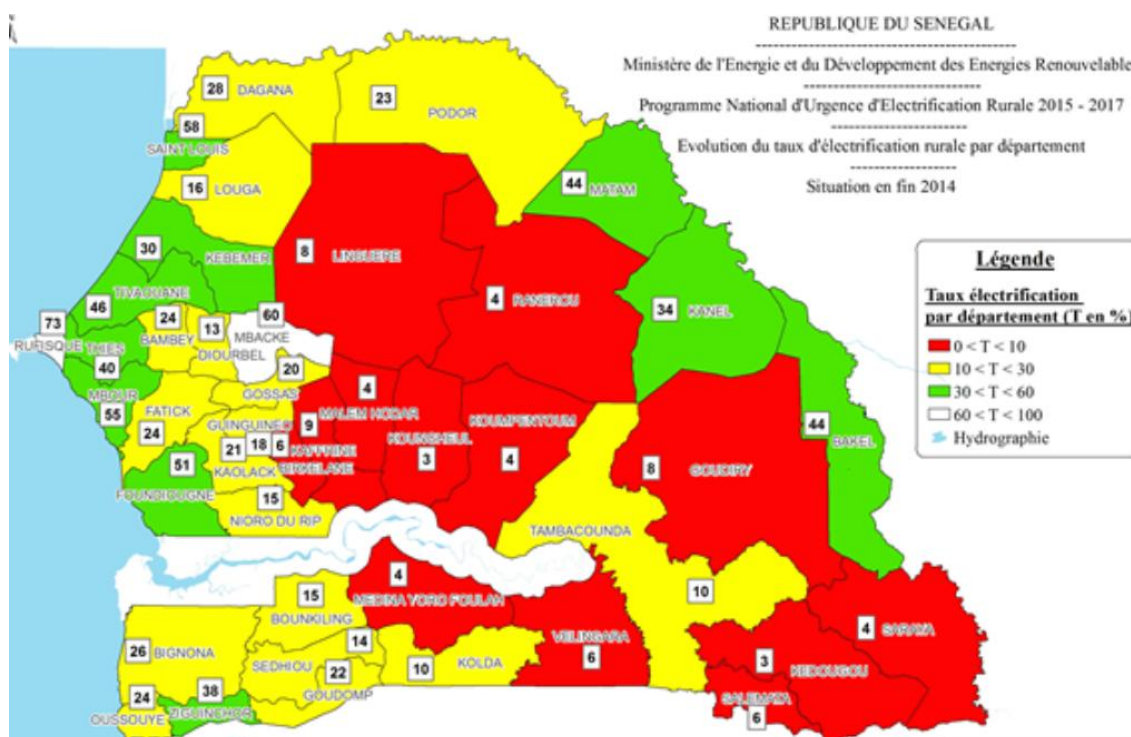 REPUBLIQUE DU SENEGAL
Ministère de l'Energie et du Développement des Energies Renouvelable
Programme National d'Urgence d'Electrification Rurale 2015 - 2017
Evolution du taux d'électrification rurale par département
Situation en fin 2014
28 DAGANA
23 PODOR
58
SAINT LOUIS
16 LOUGA
44 MATAM
30
KEBEMER
8 LINGUERE
4 RANEROU
34 KANEL
46 TIVAOUANE
73
RUFISQUE
THIES
40
24
BAMBEY
13
DIOURBEL
60
MBACKE
20
GOSSAS
MBOUR
55
FATICK
24
GUINGUINEO
21 18 6
KAOLACK
9
KAFFRINE
BIRKELANE
4
MALEM HODAR
KOUNGHEUL
3
KOUMPENTOUM
4
51
FOUNDIOUGNE
15
NIORO DU RIP
8 GOUDIRY
44 BAKEL
TAMBACOUNDA
10
4
MEDINA YORO FOULAH
15
BOUNKILING
VELINGARA
6
14
SEDHIOU
22
GOUDOMP
10 KOLDA
26 BIGNONA
24
OUSSOUYE
38
ZIGUINCHOR
4 SARAYA
3
KEDOUGOU
SALEMATA
6
Légende
Taux électrification
par département (T en %)
0 < T < 10
10 < T < 30
30 < T < 60
60 < T < 100
Hydrographie